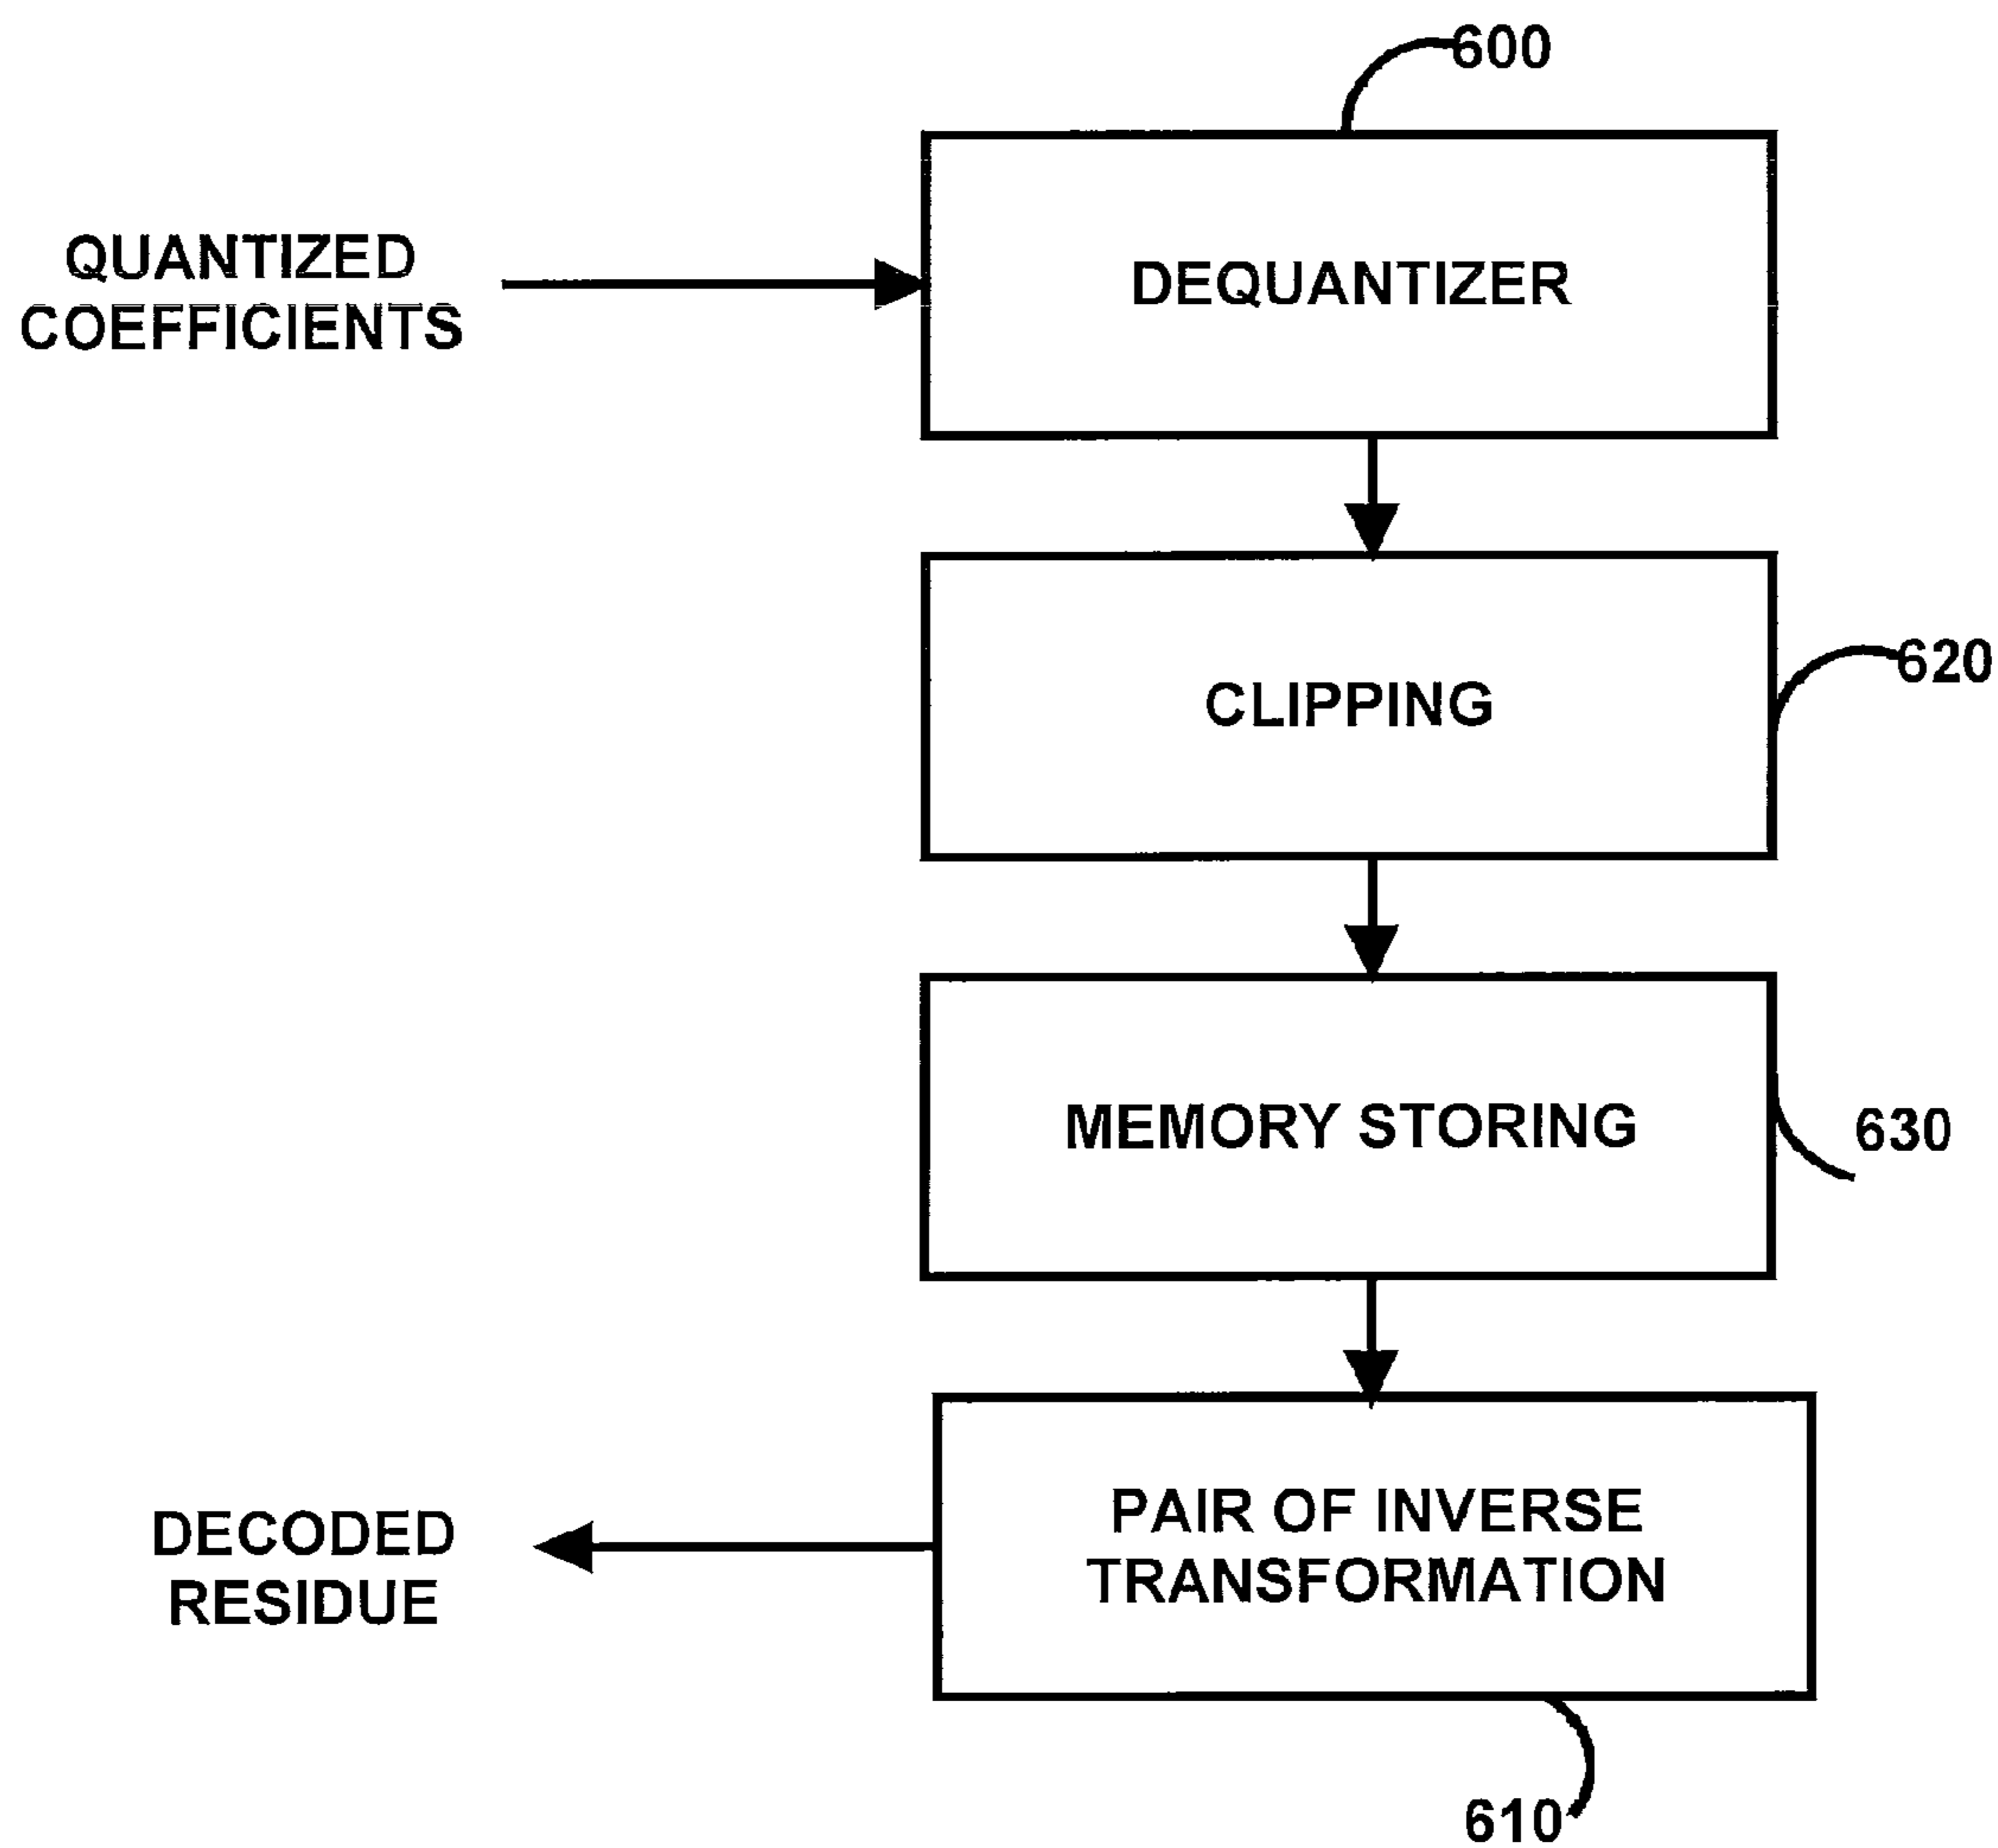 600
QUANTIZED
COEFFICIENTS
DEQUANTIZER
CLIPPING
620
MEMORY STORING
630
PAIR OF INVERSE
TRANSFORMATION
DECODED
RESIDUE
610